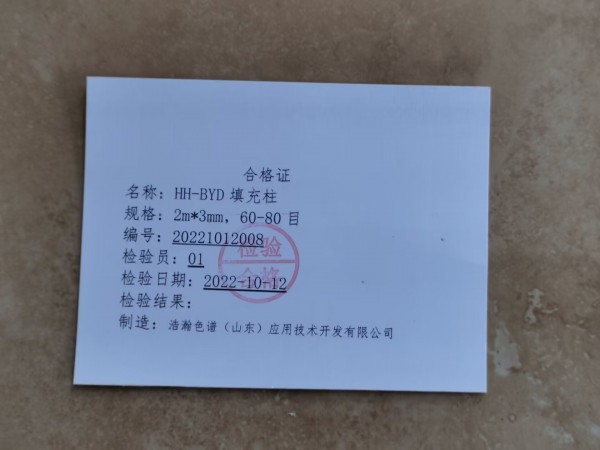 合格证
名称：HH-BYD 填充柱
规格：2m*3mm，60-80 目
编号：20221012008
检验员：01
检验日期：2022-10-12
检验结果：
检验
合格
制造：浩瀚色谱（山东）应用技术开发有限公司